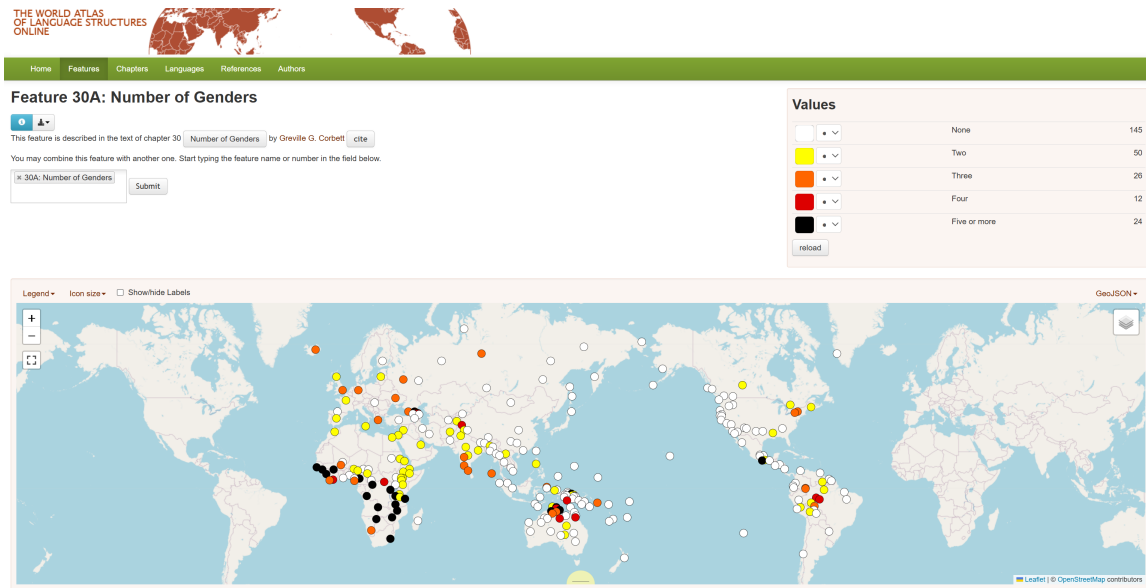 THE WORLD ATLAS
OF LANGUAGE STRUCTURES
ONLINE
Home Features Chapters Languages References Authors
Feature 30A: Number of Genders
This feature is described in the text of chapter 30 Number of Genders by Greville G. Corbett cite
You may combine this feature with another one. Start typing the feature name or number in the field below.
× 30A: Number of Genders
Submit
Values
None 145
Two 50
Three 26
Four 12
Five or more 24
reload
Legend Icon size Show/hide Labels GeoJSON
+
−
Leaflet | © OpenStreetMap contributors